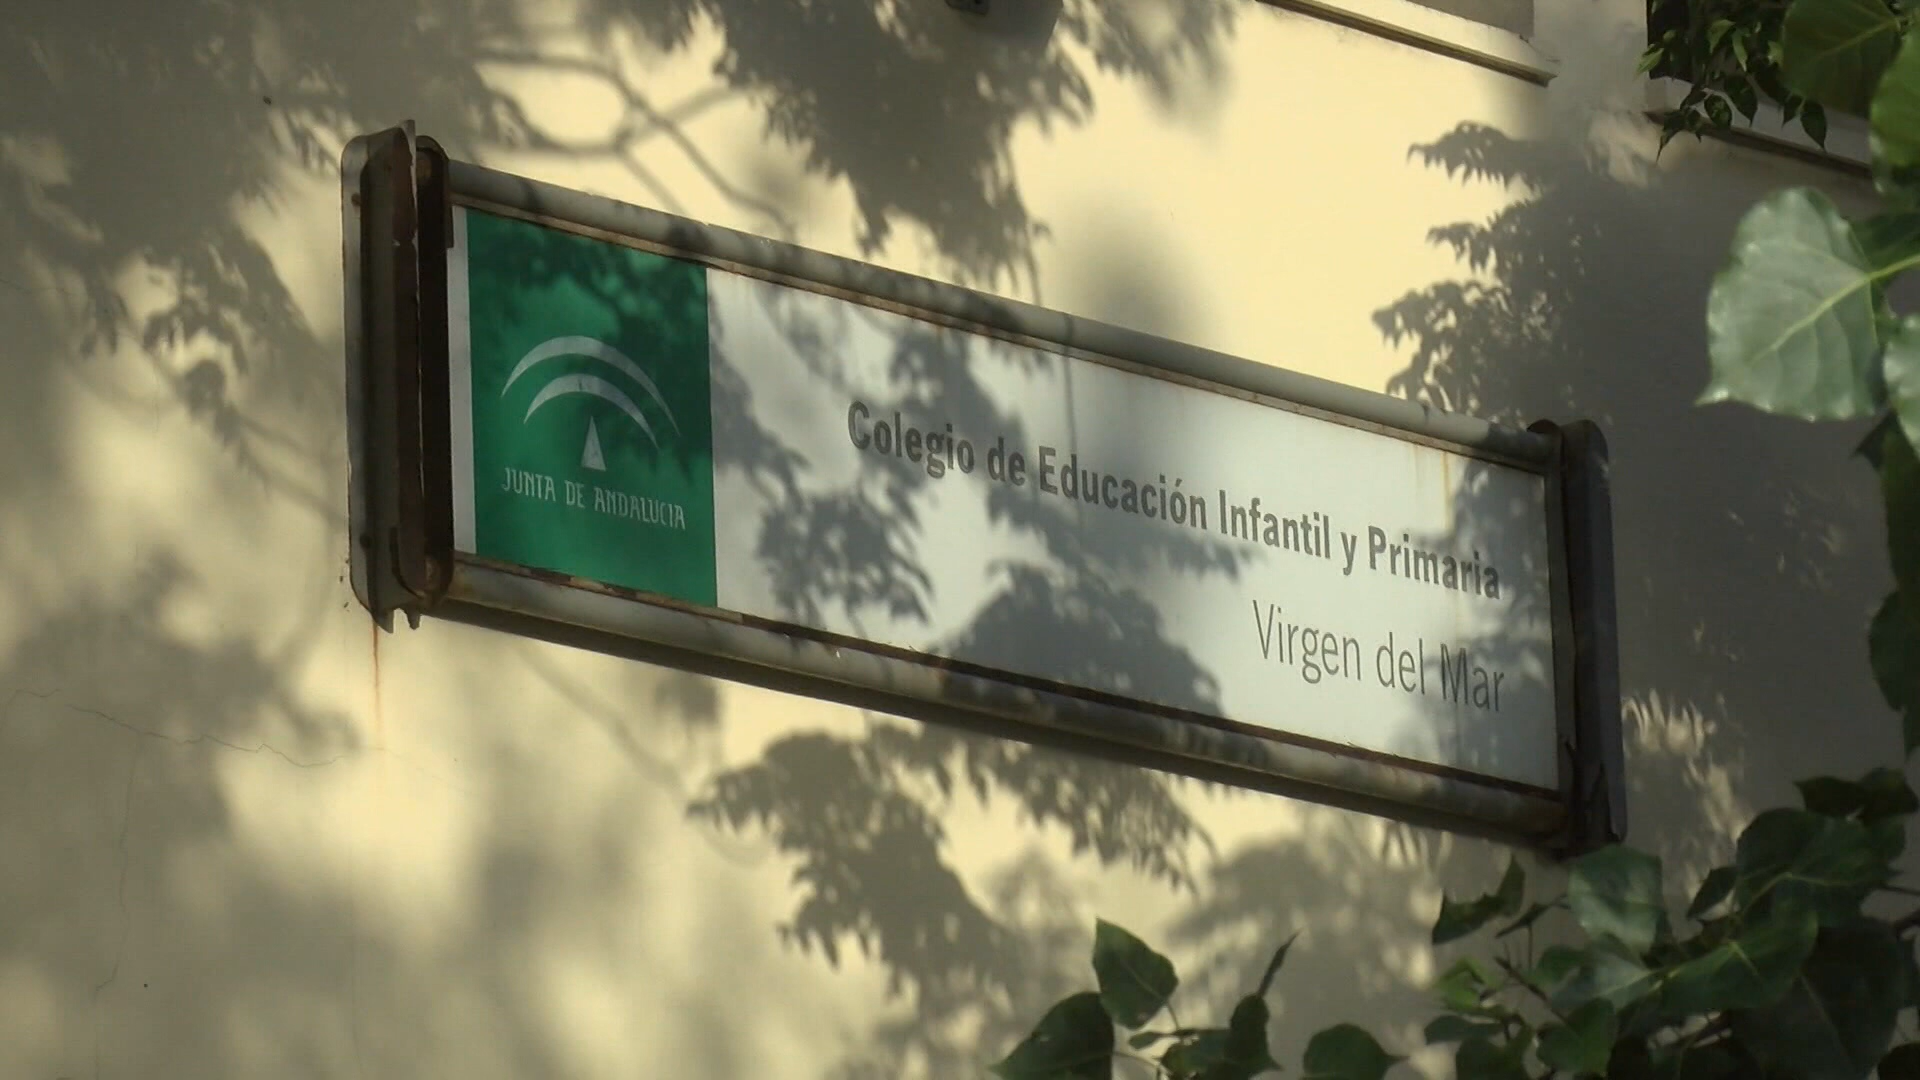 JUNTA DE ANDALUCIA
Colegio de Educación Infantil y Primaria
Virgen del Mar